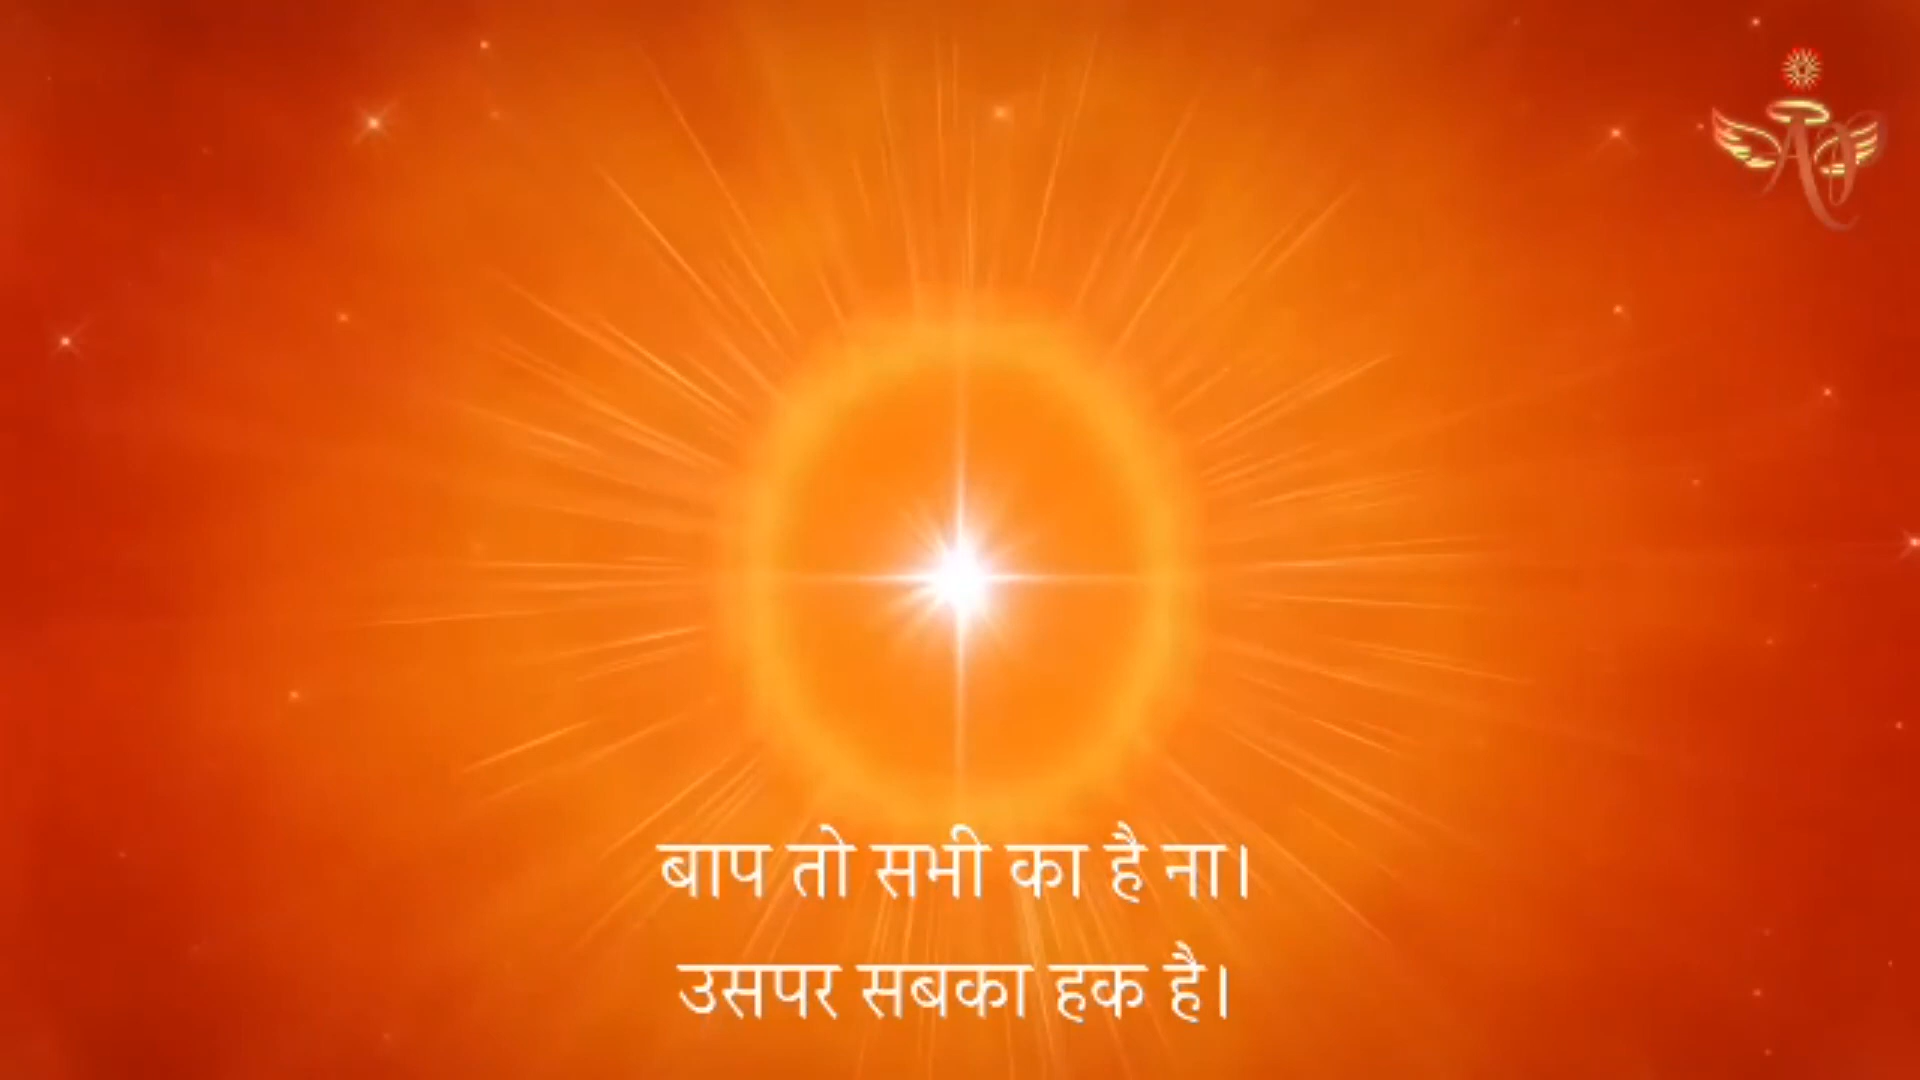 बाप तो सभी का है ना।
उसपर सबका हक है।